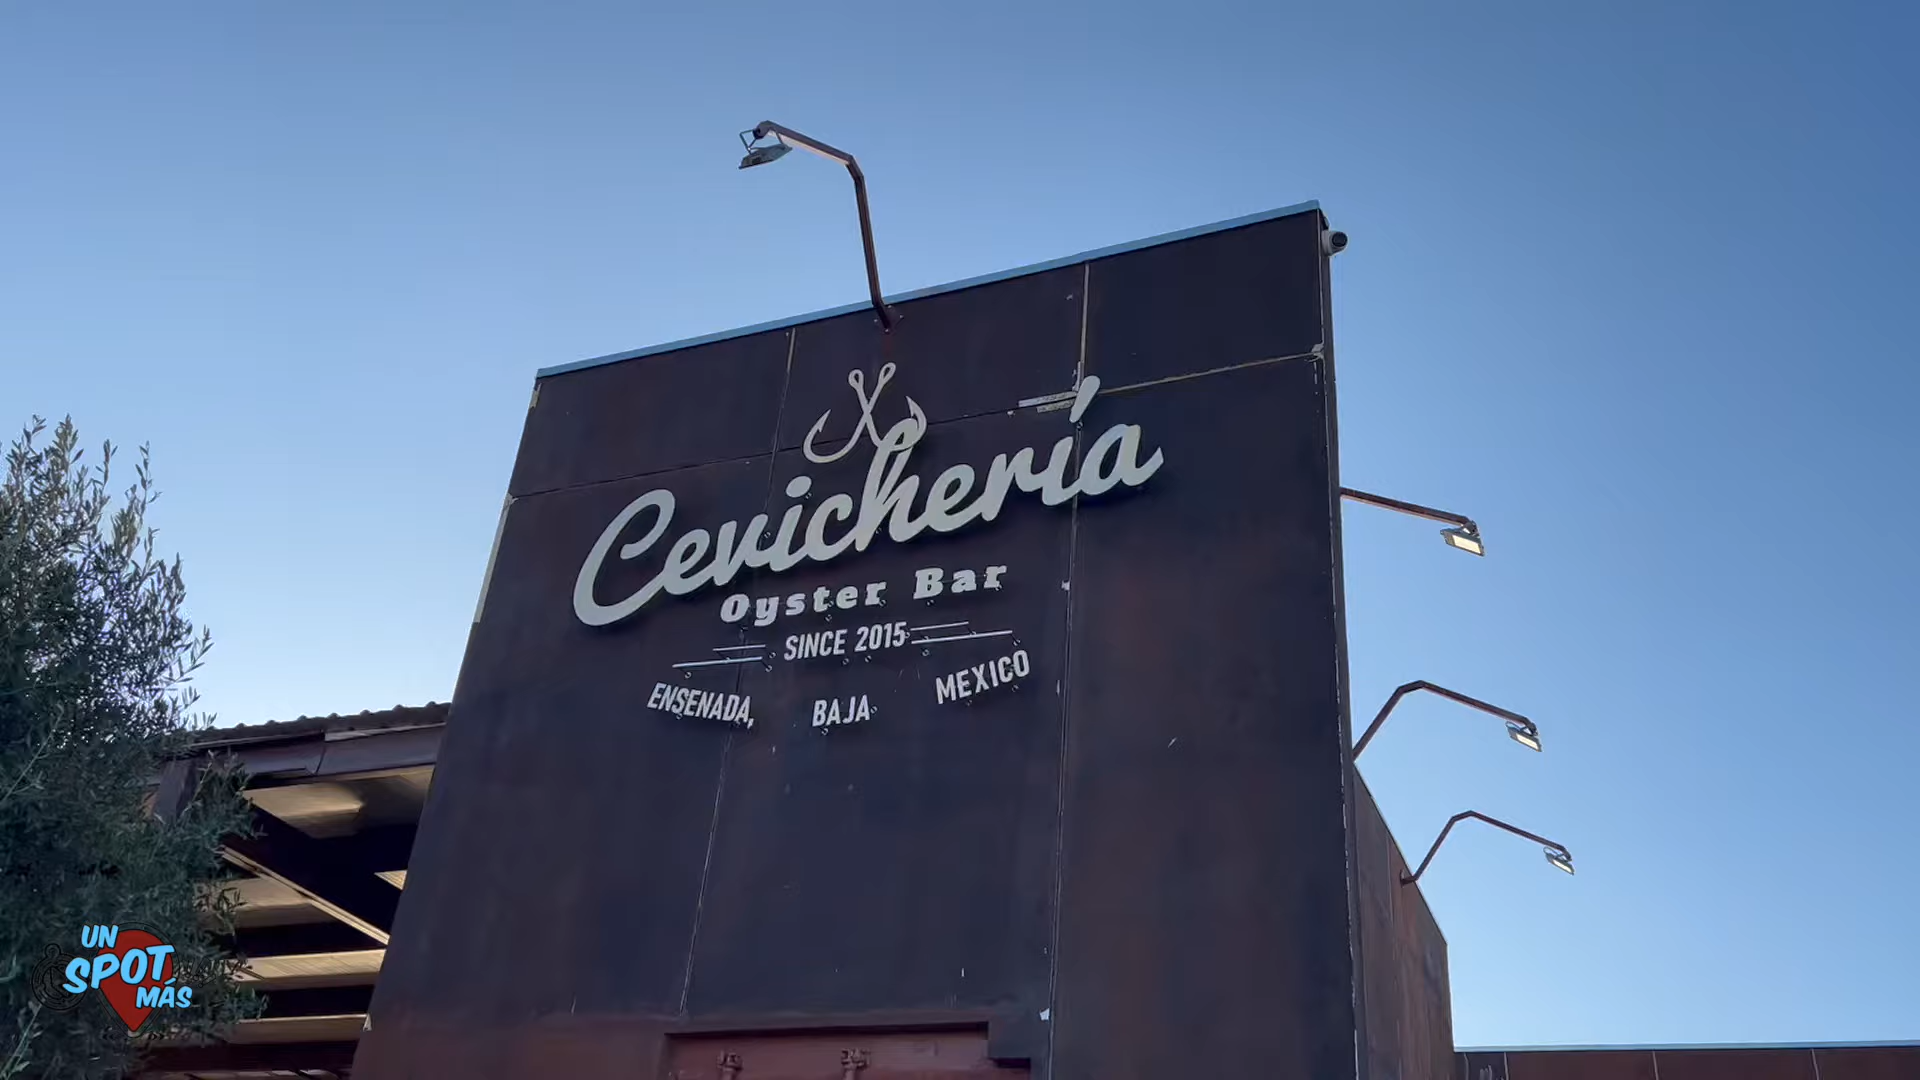 Cevichería
Oyster Bar
SINCE 2015
ENSENADA, BAJA MEXICO
UN
SPOT
MÁS